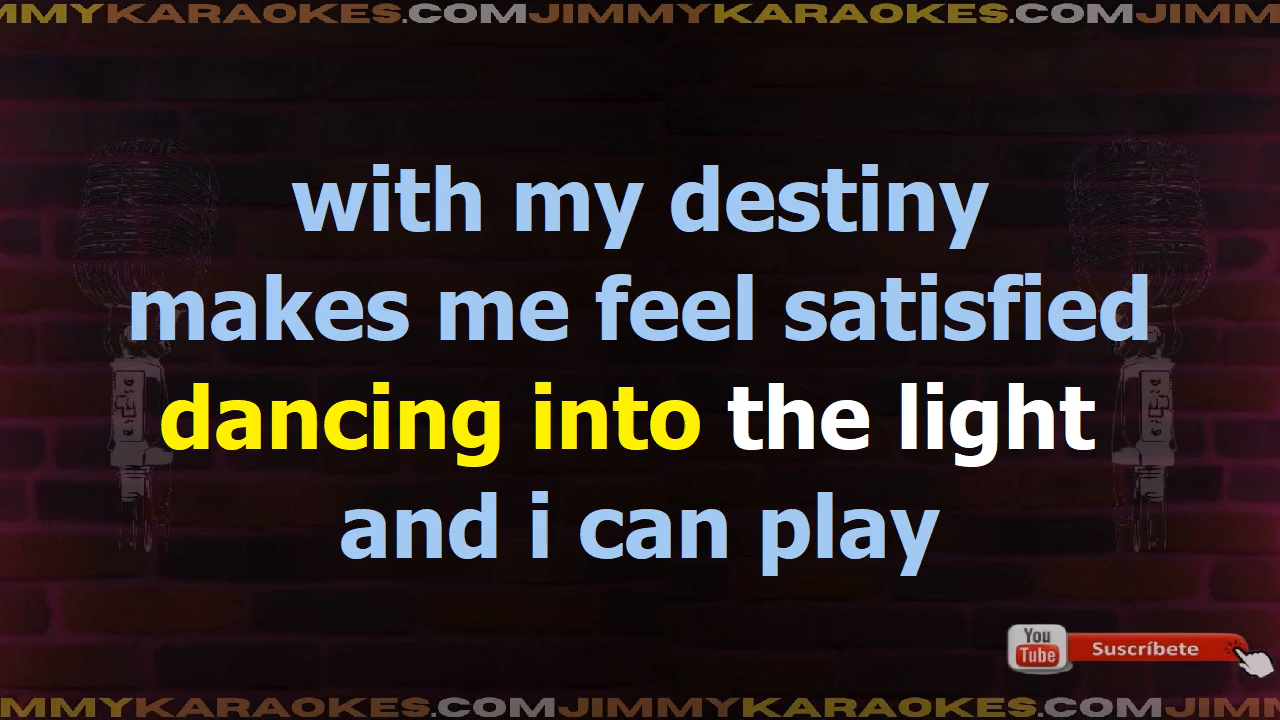 MMYKARAOKES.COMJIMMYKARAOKES.COMJIMM
with my destiny
makes me feel satisfied
dancing into the light
and i can play
You
Tube
Suscríbete
MMYKARAOKES.COMJIMMYKARAOKES.COMJIMM